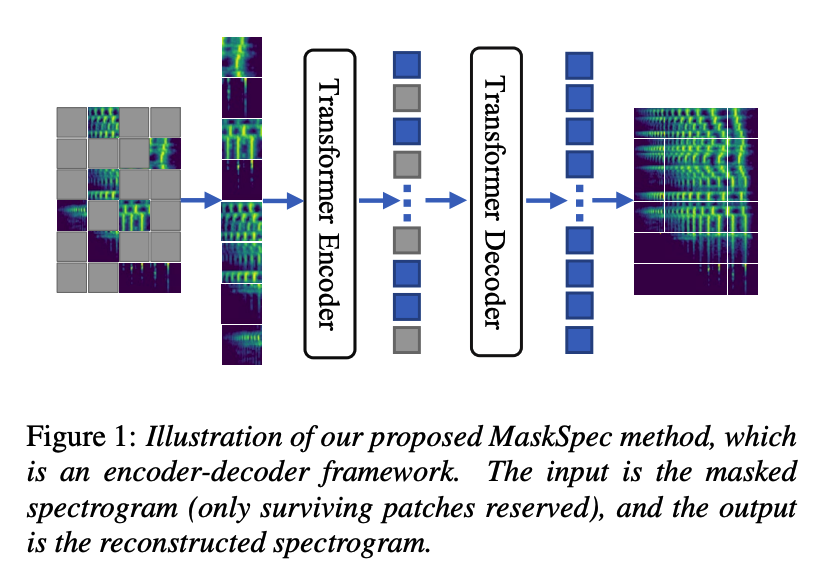 Transformer Encoder
Transformer Decoder
Figure 1: Illustration of our proposed MaskSpec method, which
is an encoder-decoder framework. The input is the masked
spectrogram (only surviving patches reserved), and the output
is the reconstructed spectrogram.